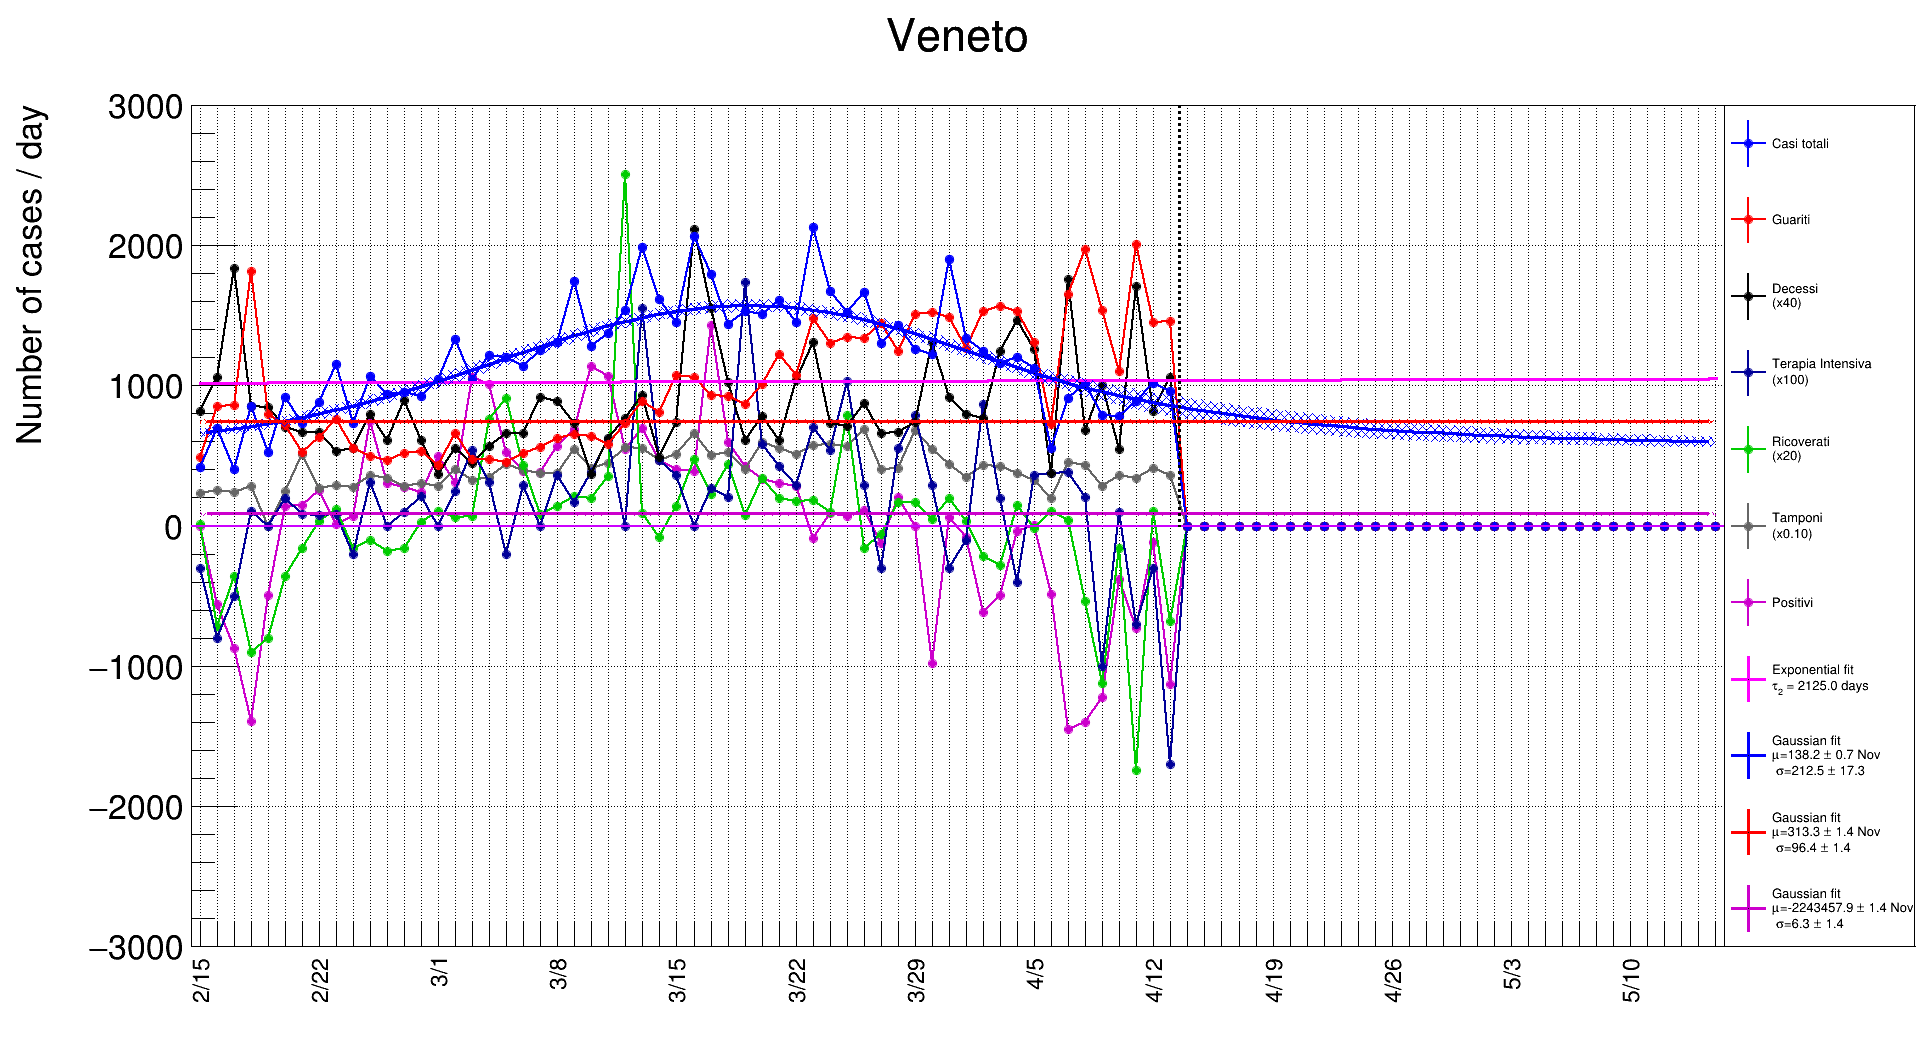 Veneto
Number of cases / day
3000
2000
1000
0
−1000
−2000
−3000
2/15
2/22
3/1
3/8
3/15
3/22
3/29
4/5
4/12
4/19
4/26
5/3
5/10
Casi totali
Guariti
Decessi
(x40)
Terapia Intensiva
(x100)
Ricoverati
(x20)
Tamponi
(x0.10)
Positivi
Exponential fit
τ2 = 2125.0 days
Gaussian fit
μ=138.2 ± 0.7 Nov
σ=212.5 ± 17.3
Gaussian fit
μ=313.3 ± 1.4 Nov
σ=96.4 ± 1.4
Gaussian fit
μ=-2243457.9 ± 1.4 Nov
σ=6.3 ± 1.4